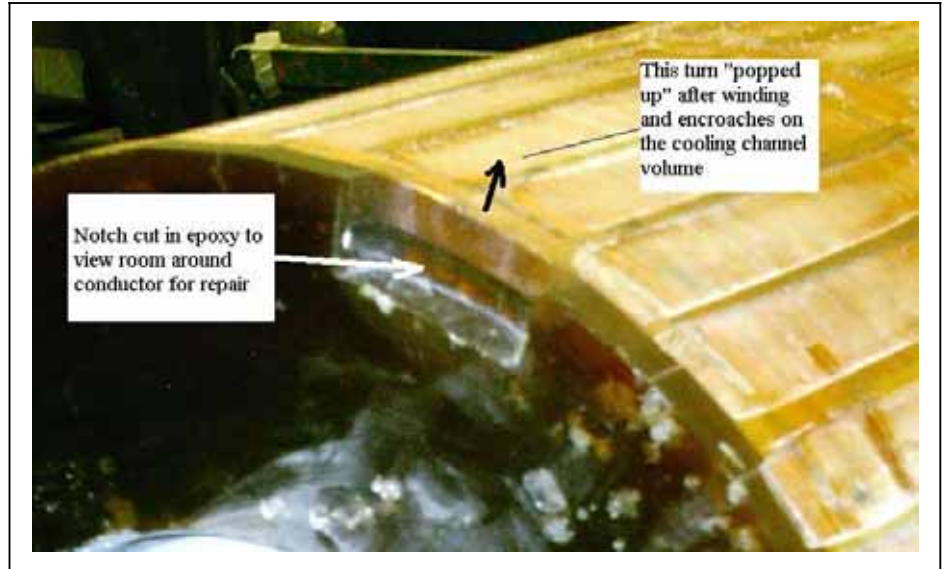 This turn "popped
up" after winding
and encroaches on
the cooling channel
volume
Notch cut in epoxy to
view room around
conductor for repair